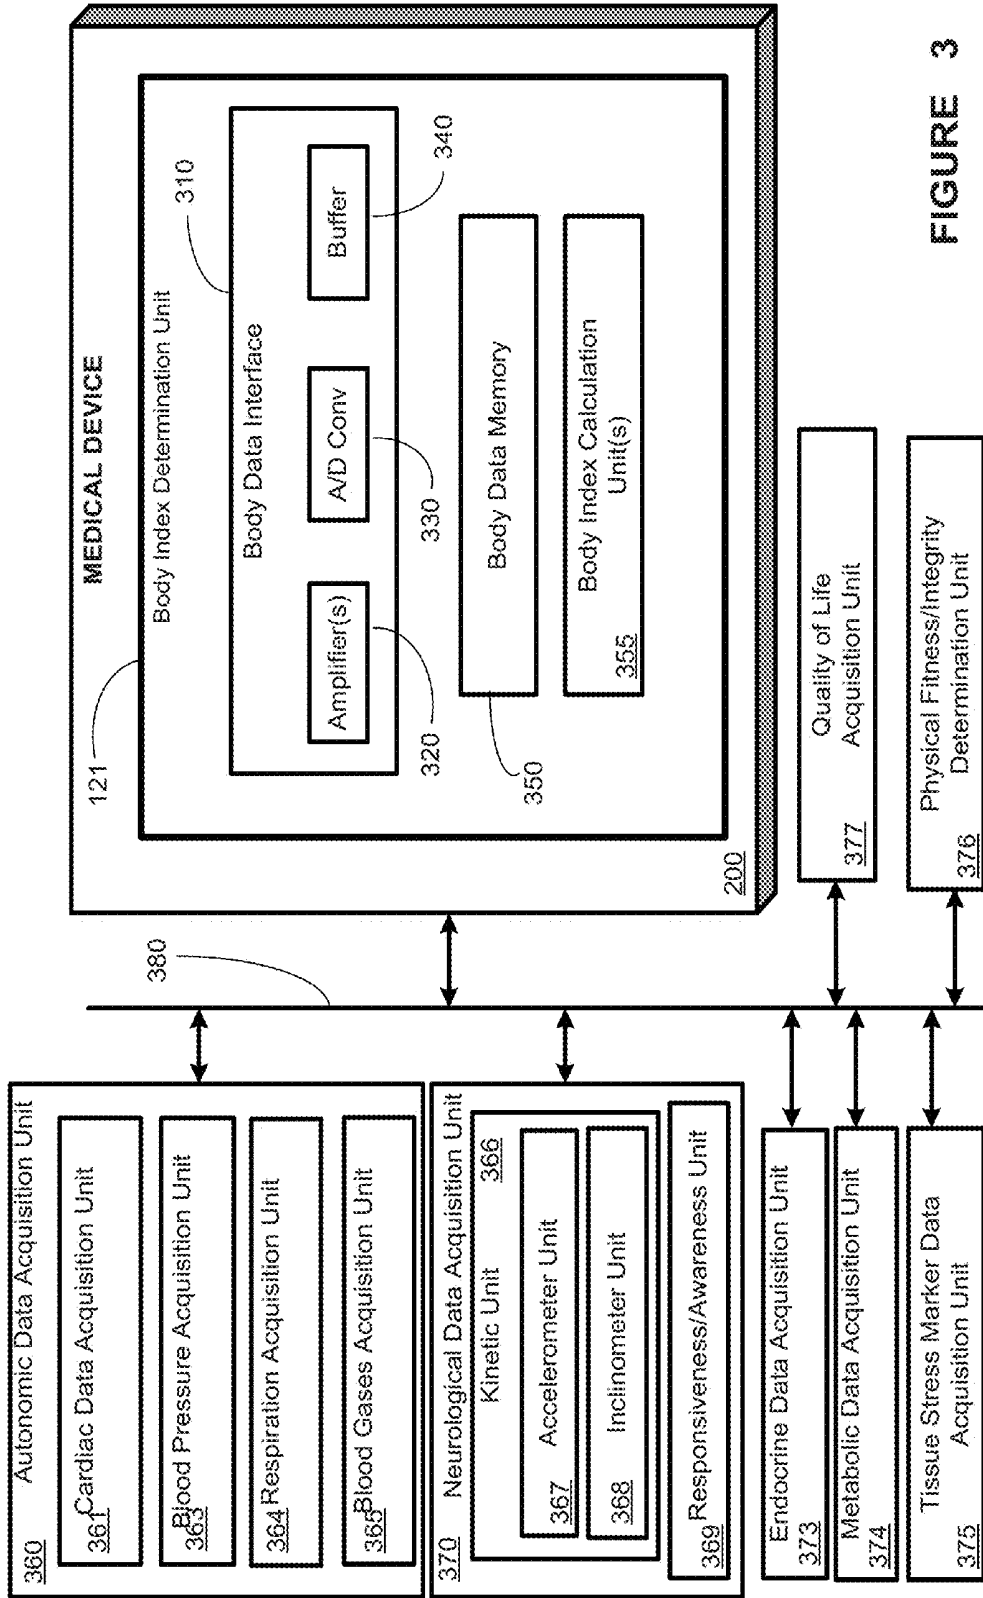 360
Autonomic Data Acquisition Unit
Cardiac Data Acquisition Unit
361
Blood Pressure Acquisition Unit
363
Respiration Acquisition Unit
364
Blood Gases Acquisition Unit
365
370
Neurological Data Acquisition Unit
Kinetic Unit
366
Accelerometer Unit
367
Inclinometer Unit
368
Responsiveness/Awareness Unit
369
Endocrine Data Acquisition Unit
373
Metabolic Data Acquisition Unit
374
Tissue Stress Marker Data
Acquisition Unit
375
380
MEDICAL DEVICE
121
Body Index Determination Unit
310
Body Data Interface
Amplifier(s)
A/D Conv
Buffer
320
330
340
Body Data Memory
350
Body Index Calculation
Unit(s)
355
200
Quality of Life
Acquisition Unit
377
Physical Fitness/Integrity
Determination Unit
376
FIGURE 3